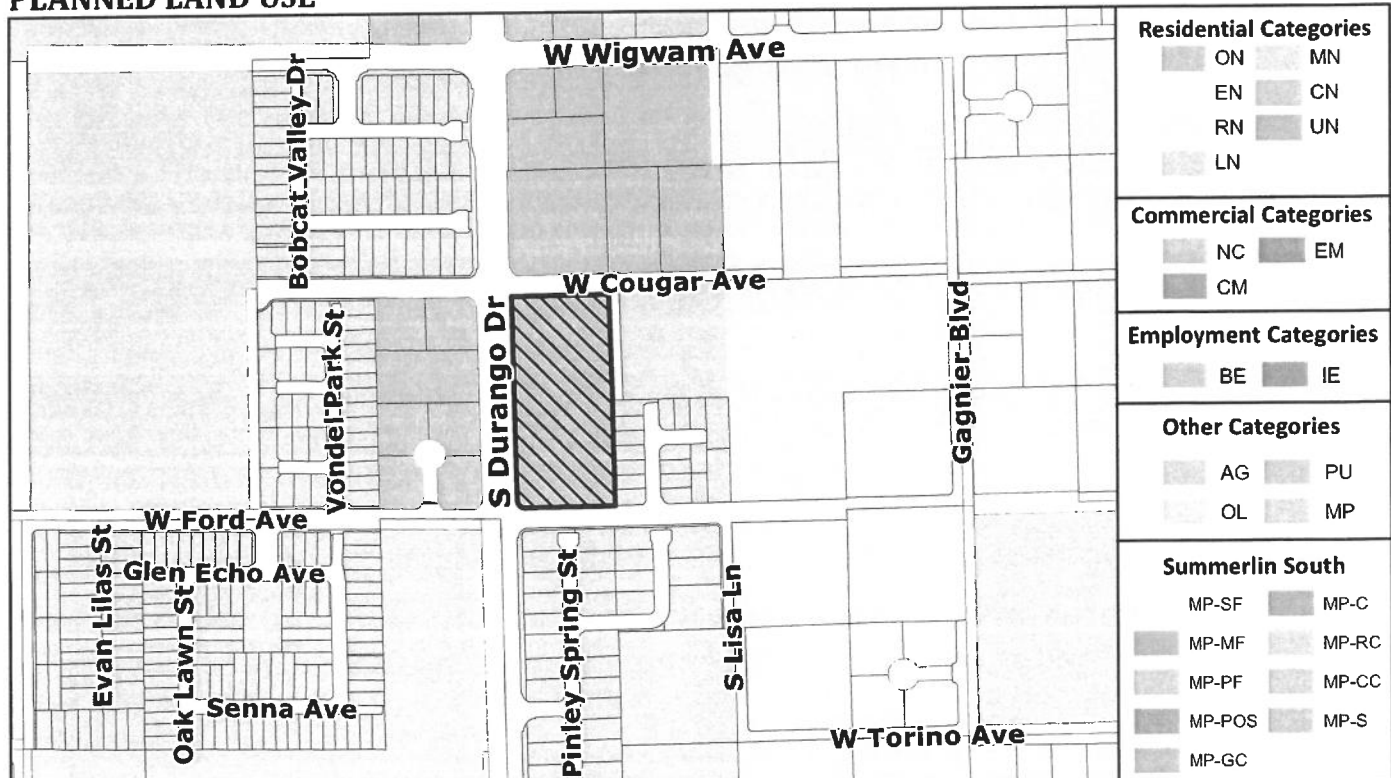 PLANNED LAND USE
W Wigwam Ave
Bobcat Valley Dr
W Cougar Ave
S Durango Dr
Vondel Park St
Gagnier Blvd
W Ford Ave
Evan Lilas St
Glen Echo Ave
Oak Lawn St
Pinley Spring St
S Lisa Ln
Senna Ave
W Torino Ave
Residential Categories
ON MN
EN CN
RN UN
LN
Commercial Categories
NC EM
CM
Employment Categories
BE IE
Other Categories
AG PU
OL MP
Summerlin South
MP-SF MP-C
MP-MF MP-RC
MP-PF MP-CC
MP-POS MP-S
MP-GC